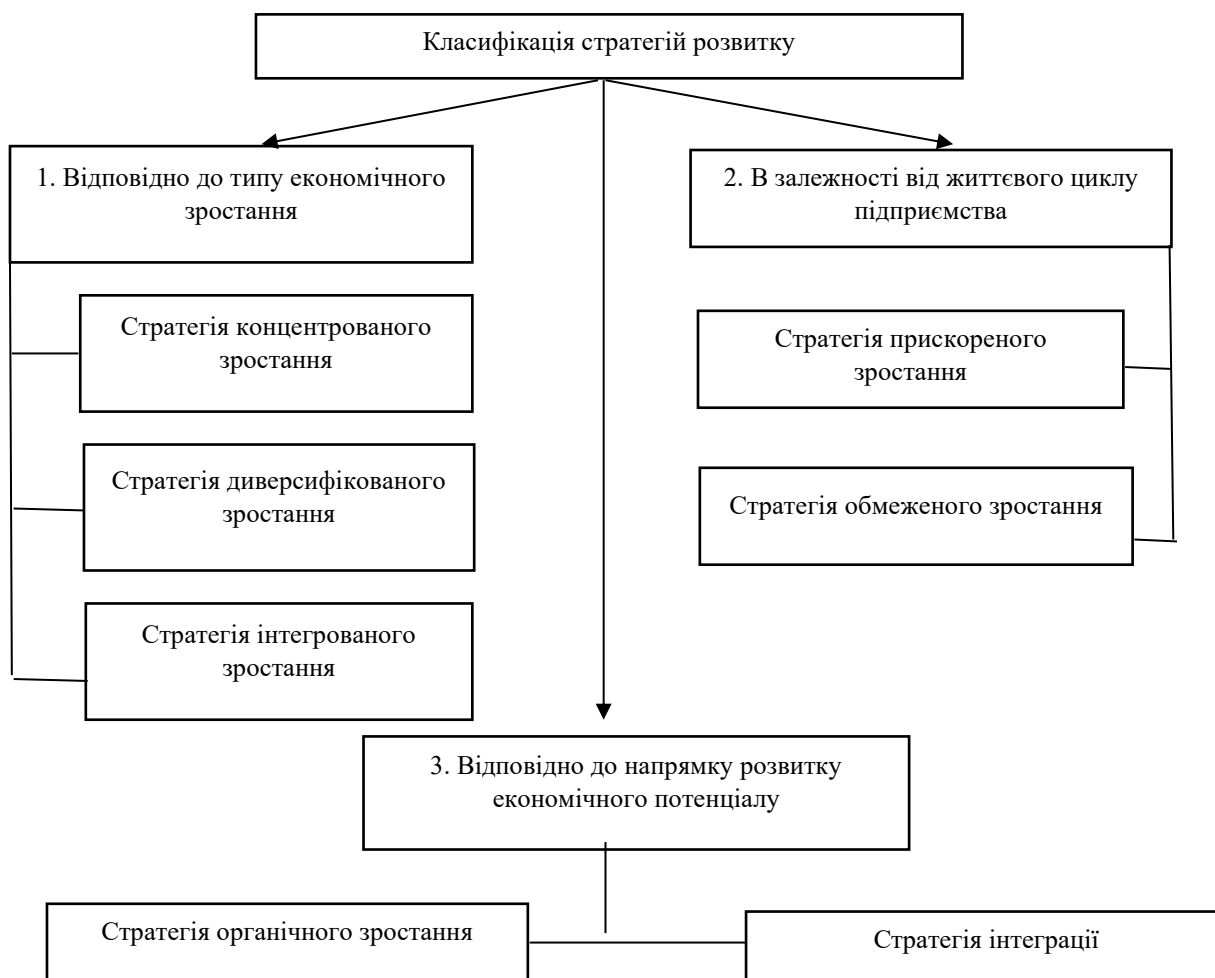 Класифікація стратегій розвитку
1. Відповідно до типу економічного
зростання
Стратегія концентрованого
зростання
Стратегія диверсифікованого
зростання
Стратегія інтегрованого
зростання
2. В залежності від життєвого циклу
підприємства
Стратегія прискореного
зростання
Стратегія обмеженого зростання
3. Відповідно до напрямку розвитку
економічного потенціалу
Стратегія органічного зростання
Стратегія інтеграції